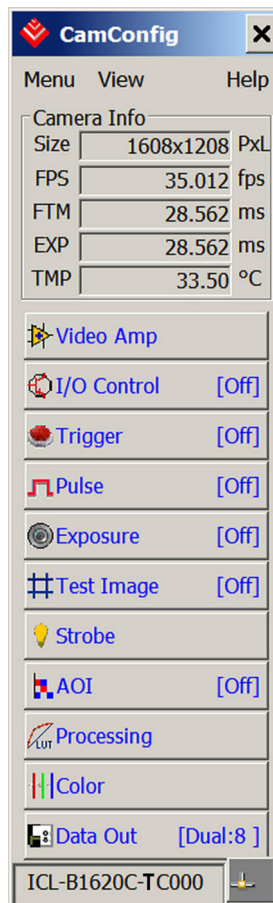 CamConfig
Menu View Help
Camera Info
Size 1608x1208 PxL
FPS 35.012 fps
FTM 28.562 ms
EXP 28.562 ms
TMP 33.50 °C
Video Amp
I/O Control [Off]
Trigger [Off]
Pulse [Off]
Exposure [Off]
Test Image [Off]
Strobe
AOI [Off]
LUT Processing
Color
Data Out [Dual:8 ]
ICL-B1620C-TC000